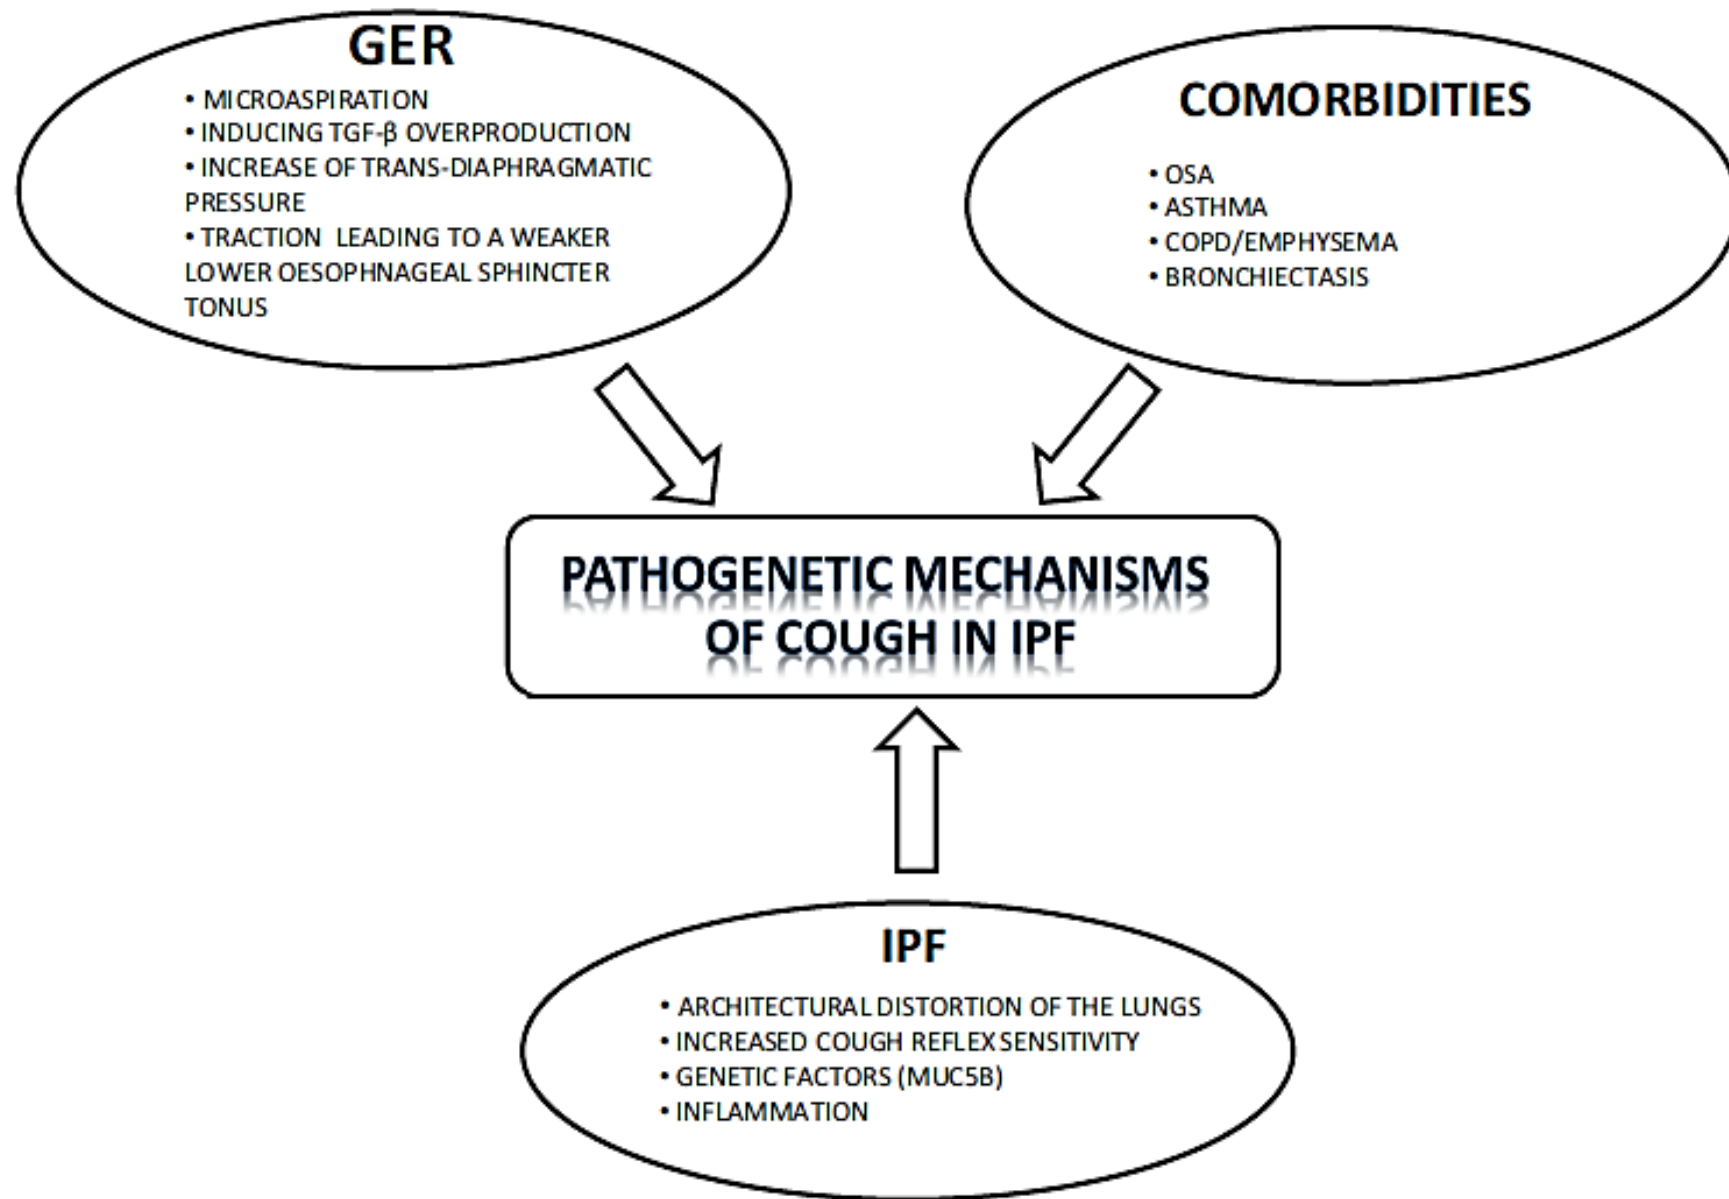 GER
• MICROASPIRATION
• INDUCING TGF-β OVERPRODUCTION
• INCREASE OF TRANS-DIAPHRAGMATIC
PRESSURE
• TRACTION LEADING TO A WEAKER
LOWER OESOPHNAGEAL SPHINCTER
TONUS
COMORBIDITIES
• OSA
• ASTHMA
• COPD/EMPHYSEMA
• BRONCHIECTASIS
PATHOGENETIC MECHANISMS
OF COUGH IN IPF
IPF
• ARCHITECTURAL DISTORTION OF THE LUNGS
• INCREASED COUGH REFLEX SENSITIVITY
• GENETIC FACTORS (MUC5B)
• INFLAMMATION